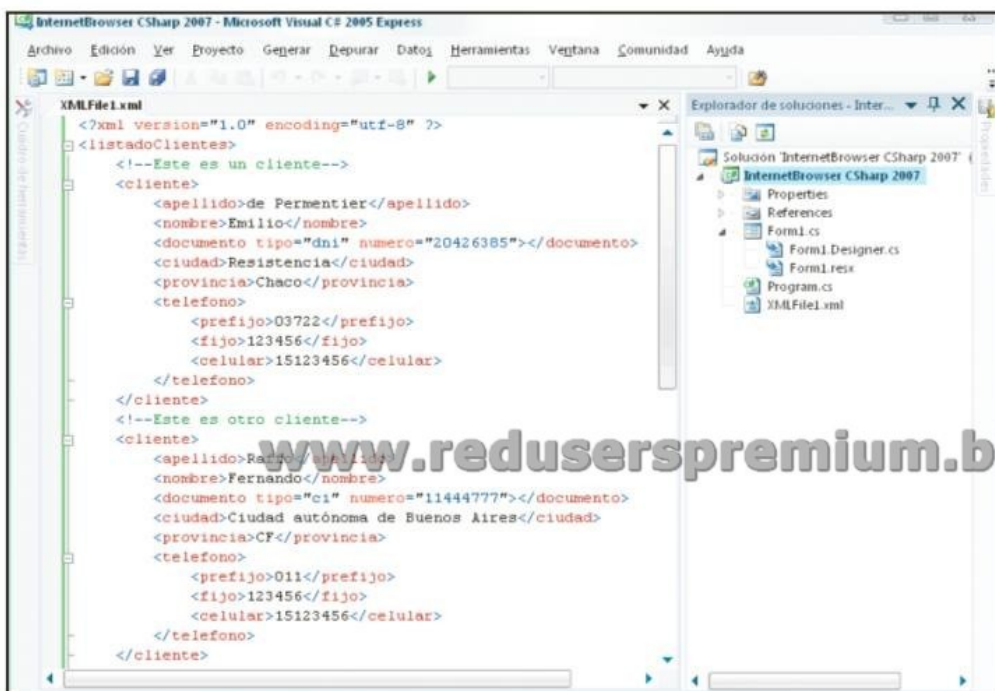 InternetBrowser CSharp 2007 - Microsoft Visual C# 2005 Express
Archivo Edición Ver Proyecto Generar Depurar Datos Herramientas Ventana Comunidad Ayuda
XMLFile1.xml
<?xml version="1.0" encoding="utf-8" ?>
<listadoClientes>
<!--Este es un cliente-->
<cliente>
<apellido>de Permentier</apellido>
<nombre>Emilio</nombre>
<documento tipo="dni" numero="20426385"></documento>
<ciudad>Resistencia</ciudad>
<provincia>Chaco</provincia>
<telefono>
<prefijo>03722</prefijo>
<fijo>123456</fijo>
<celular>15123456</celular>
</telefono>
</cliente>
<!--Este es otro cliente-->
<cliente>
<apellido>
<nombre>Fernando</nombre>
<documento tipo="ci" numero="11444777"></documento>
<ciudad>Ciudad autónoma de Buenos Aires</ciudad>
<provincia>CF</provincia>
<telefono>
<prefijo>011</prefijo>
<fijo>123456</fijo>
<celular>15123456</celular>
</telefono>
</cliente>
www.reduserspremium.b
Explorador de soluciones - Inter...
Solución "InternetBrowser CSharp 2007" (
InternetBrowser CSharp 2007
Properties
References
Form1.cs
Form1.Designer.cs
Form1.resx
Program.cs
XMLFile1.xml
Cuadro de herramientas
Propiedades